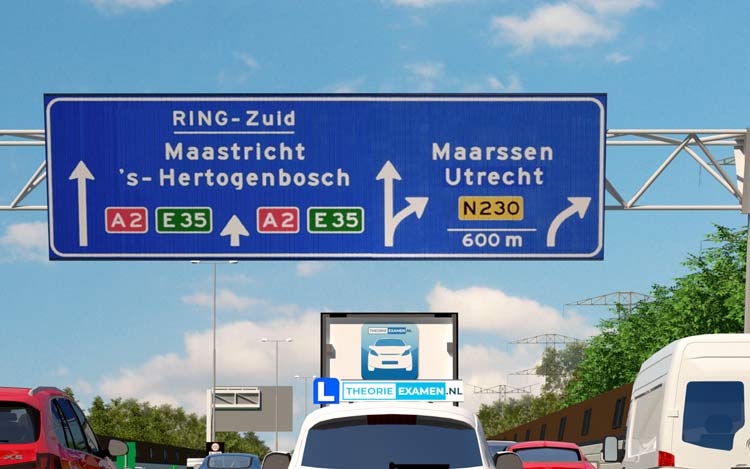 RING-Zuid
Maastricht
's-Hertogenbosch
A2 E35 A2 E35
Maarssen
Utrecht
N230
600 m
THEORIE EXAMEN.NL
L THEORIE EXAMEN.NL